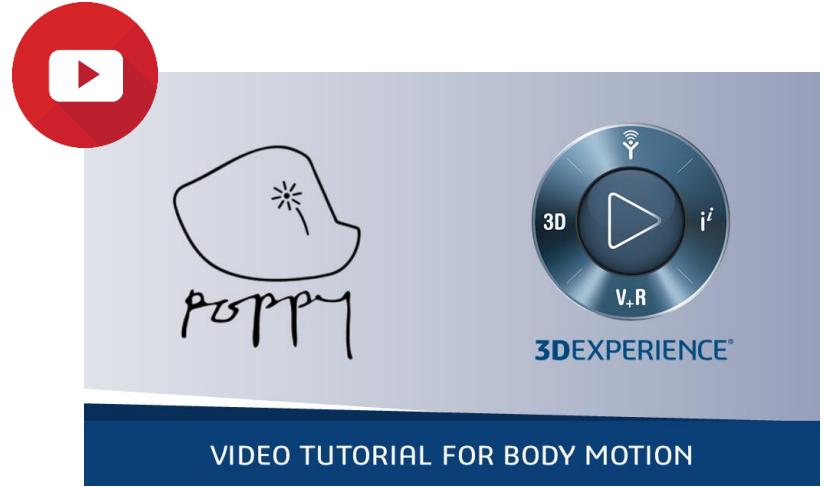 poppy
3D
i i
V+R
3DEXPERIENCE®
VIDEO TUTORIAL FOR BODY MOTION